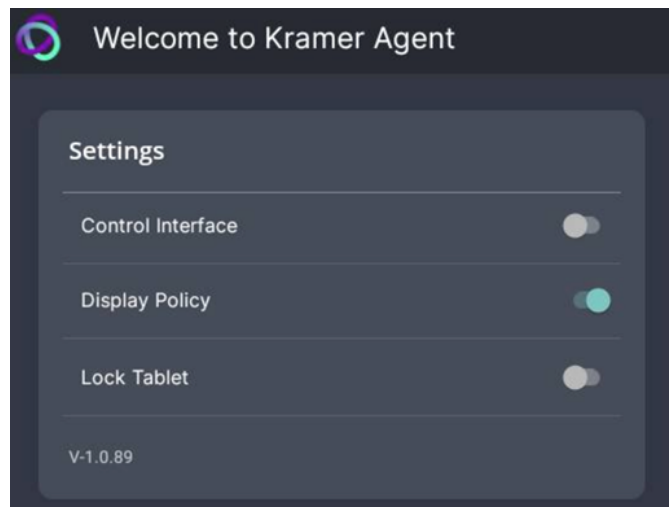 Welcome to Kramer Agent
Settings
Control Interface
Display Policy
Lock Tablet
V-1.0.89